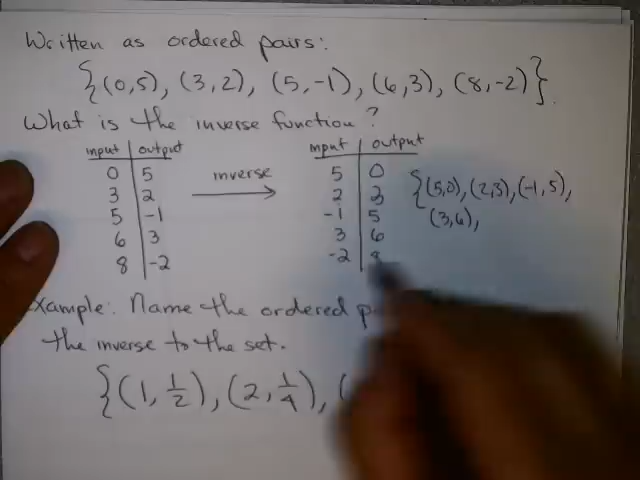 Written as ordered pairs:
{(0,5), (3,2), (5,-1), (6,3), (8,-2)}.
What is the inverse function?
input output
0 5
3 2
5 -1
6 3
8 -2
inverse
input output
5 0
2 3
-1 5
3 6
-2 8
{(5,0), (2,3), (-1,5),
(3,6),
Example: Name the ordered
the inverse to the set.
{(1, 1/2), (2, 1/4), (